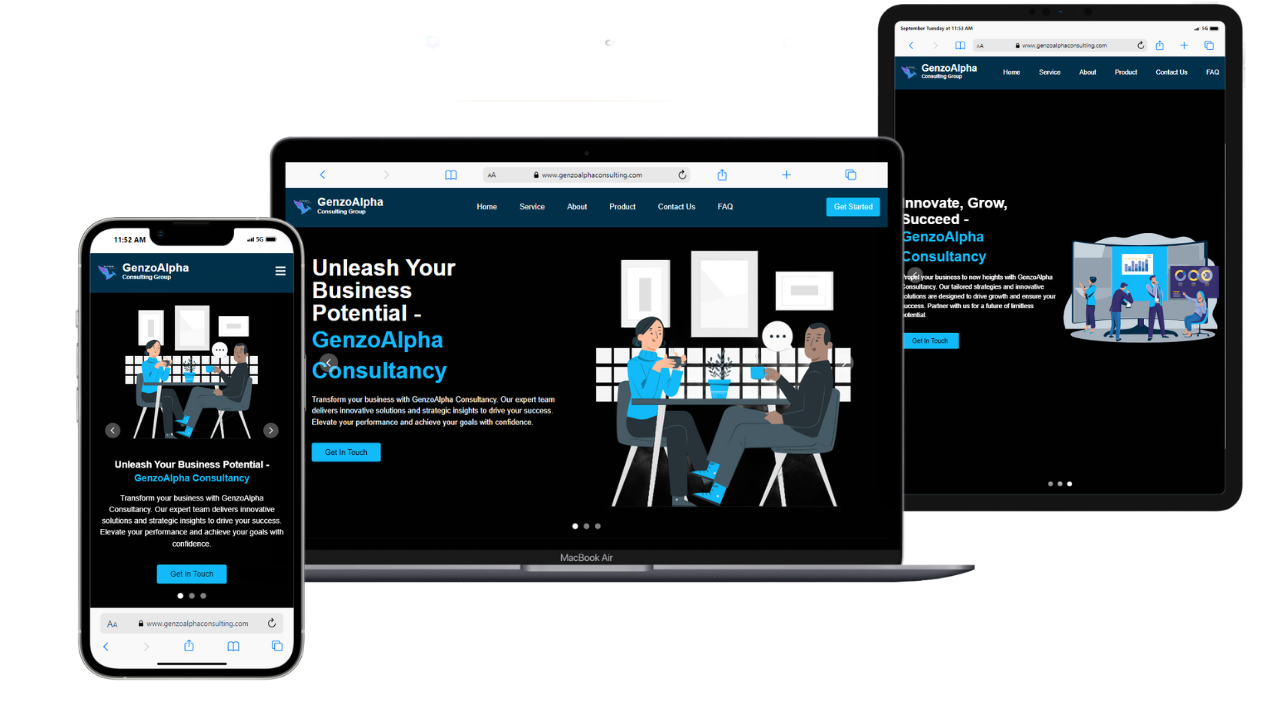 11:52 AM
5G
GenzoAlpha
Consulting Group
Unleash Your Business Potential -
GenzoAlpha Consultancy
Transform your business with GenzoAlpha
Consultancy. Our expert team delivers innovative
solutions and strategic insights to drive your success.
Elevate your performance and achieve your goals with
confidence.
Get In Touch
AA www.genzoalphaconsulting.com
AA www.genzoalphaconsulting.com
GenzoAlpha
Consulting Group
Home Service About Product Contact Us FAQ Get Started
Unleash Your
Business
Potential -
GenzoAlpha
Consultancy
Transform your business with GenzoAlpha Consultancy. Our expert team
delivers innovative solutions and strategic insights to drive your success.
Elevate your performance and achieve your goals with confidence.
Get In Touch
MacBook Air
September Tuesday at 11:53 AM 5G
AA www.genzoalphaconsulting.com
GenzoAlpha
Consulting Group
Home Service About Product Contact Us FAQ
Innovate, Grow,
Succeed -
GenzoAlpha
Consultancy
Propel your business to new heights with GenzoAlpha
Consultancy. Our tailored strategies and innovative
solutions are designed to drive growth and ensure your
success. Partner with us for a future of limitless
potential.
Get In Touch